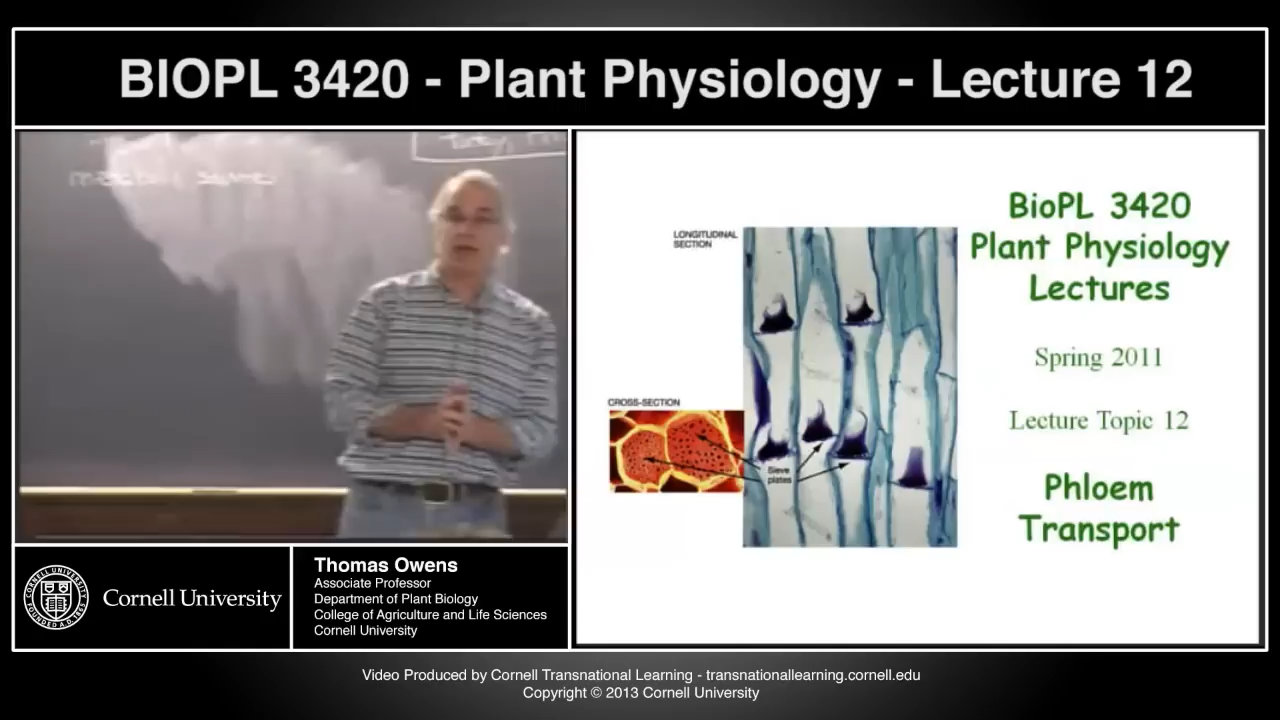 BIOPL 3420 - Plant Physiology - Lecture 12
BioPL 3420
Plant Physiology
Lectures
Spring 2011
Lecture Topic 12
Phloem
Transport
LONGITUDINAL
SECTION
CROSS-SECTION
Sieve
plates
Cornell University
Thomas Owens
Associate Professor
Department of Plant Biology
College of Agriculture and Life Sciences
Cornell University
Video Produced by Cornell Transnational Learning - transnationallearning.cornell.edu
Copyright © 2013 Cornell University